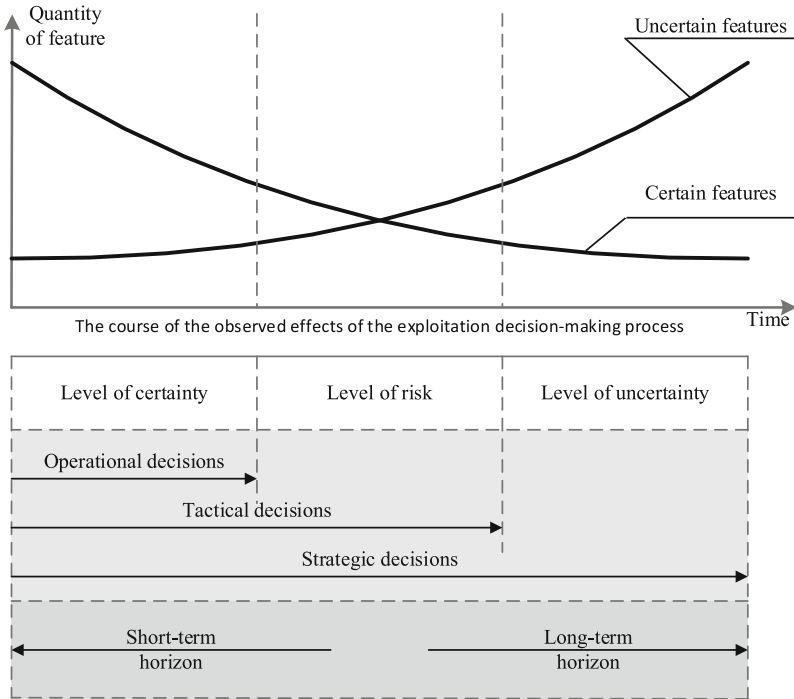 Quantity
of feature
Uncertain features
Certain features
Time
The course of the observed effects of the exploitation decision-making process
Level of certainty
Level of risk
Level of uncertainty
Operational decisions
Tactical decisions
Strategic decisions
Short-term
horizon
Long-term
horizon